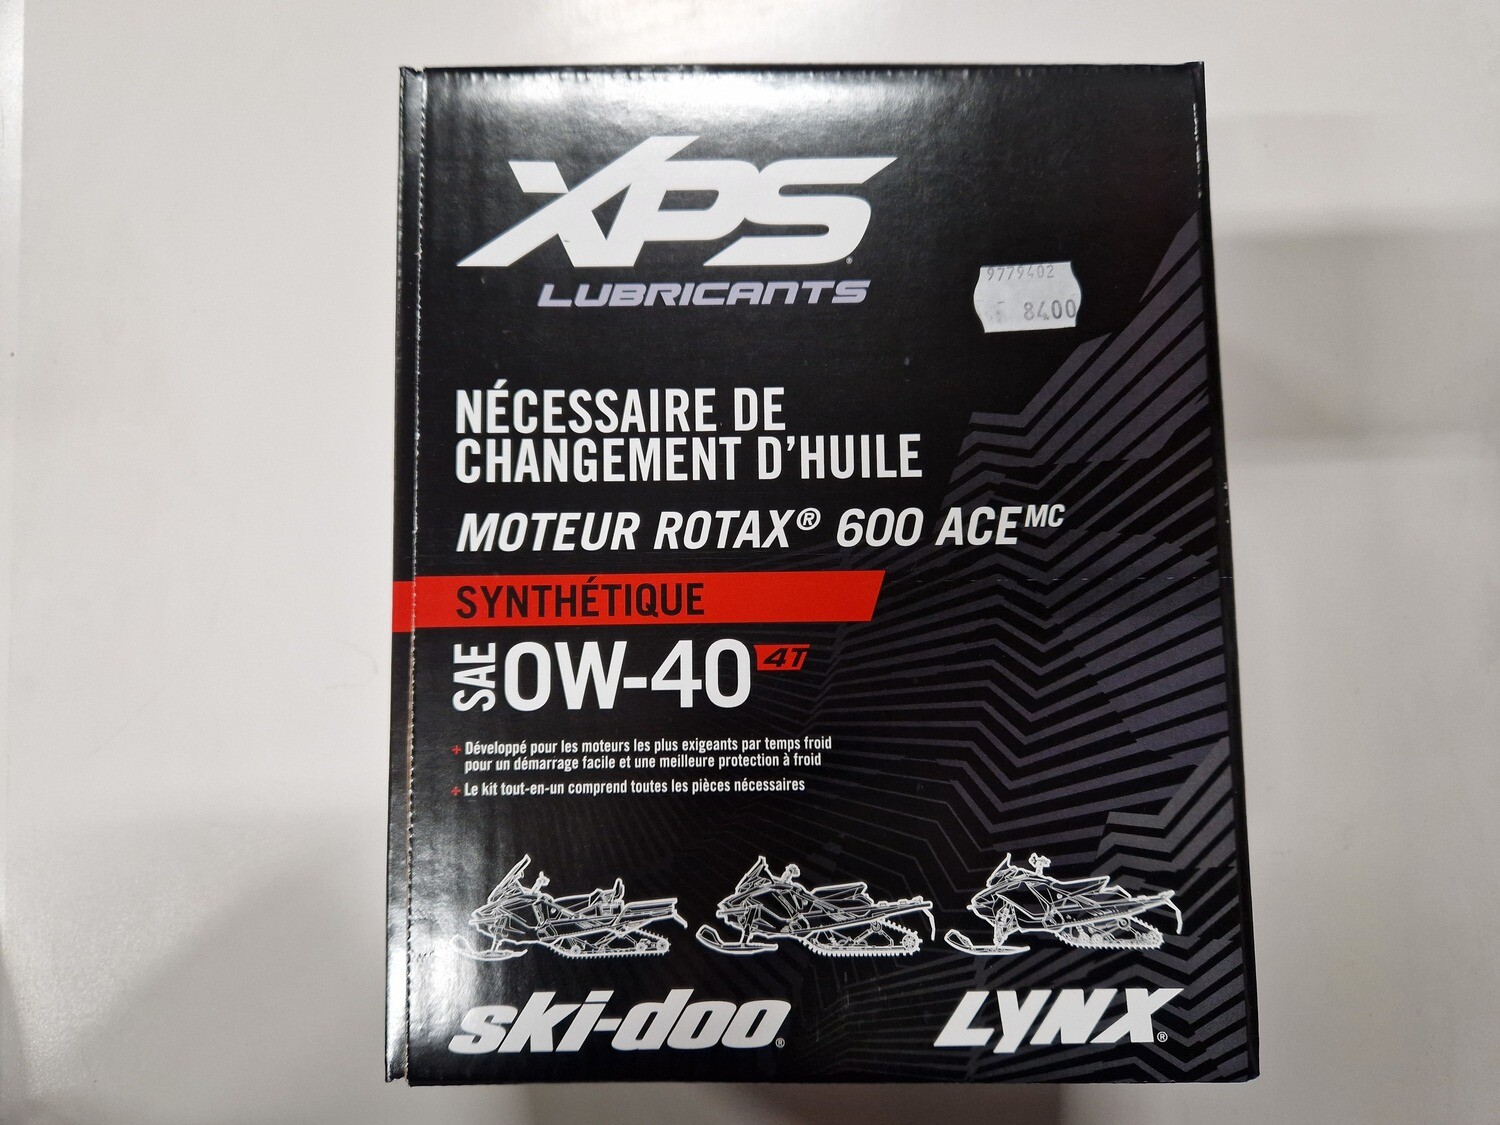 XPS®
LUBRICANTS
9779402
8400
NÉCESSAIRE DE
CHANGEMENT D'HUILE
MOTEUR ROTAX® 600 ACE MC
SYNTHÉTIQUE
SAE 0W-40 4T
+ Développé pour les moteurs les plus exigeants par temps froid
pour un démarrage facile et une meilleure protection à froid
+ Le kit tout-en-un comprend toutes les pièces nécessaires
ski-doo® LYNX®